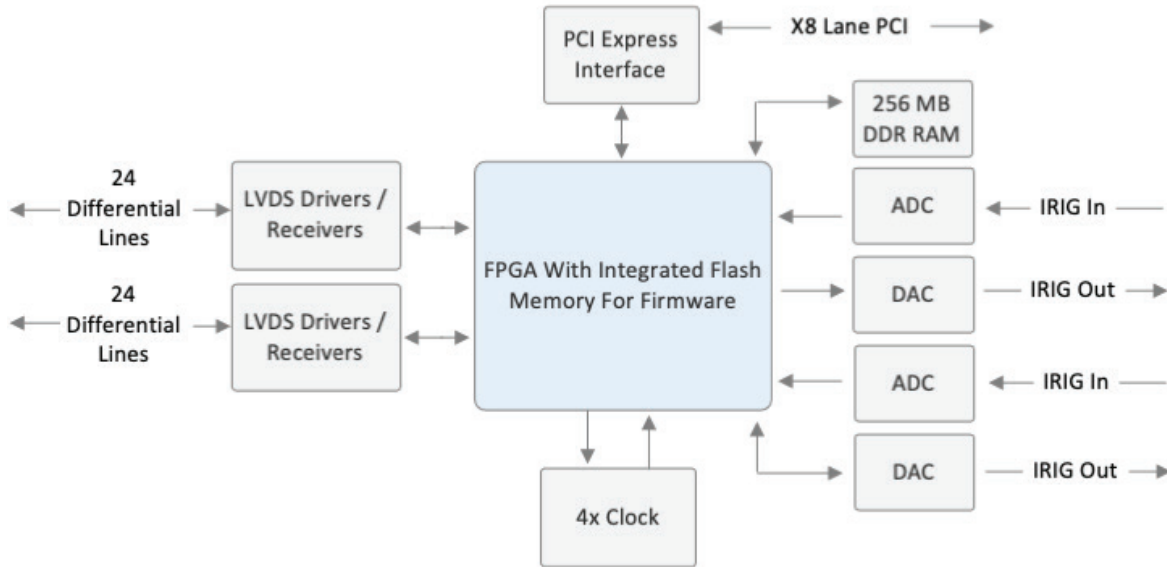 PCI Express
Interface
X8 Lane PCI
256 MB
DDR RAM
24
Differential
Lines
LVDS Drivers /
Receivers
ADC
IRIG In
FPGA With Integrated Flash
Memory For Firmware
DAC
IRIG Out
24
Differential
Lines
LVDS Drivers /
Receivers
ADC
IRIG In
DAC
IRIG Out
4x Clock